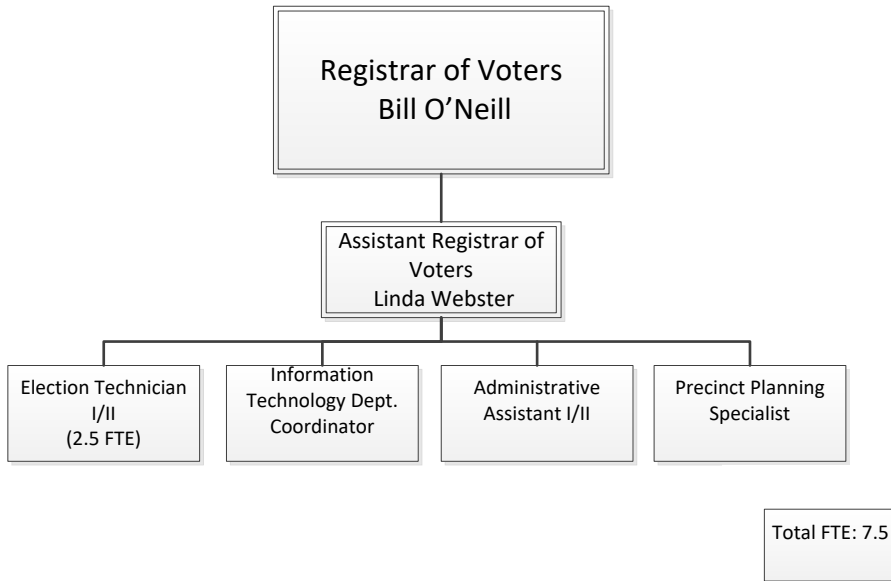 Registrar of Voters
Bill O’Neill
Assistant Registrar of
Voters
Linda Webster
Election Technician
I/II
(2.5 FTE)
Information
Technology Dept.
Coordinator
Administrative
Assistant I/II
Precinct Planning
Specialist
Total FTE: 7.5